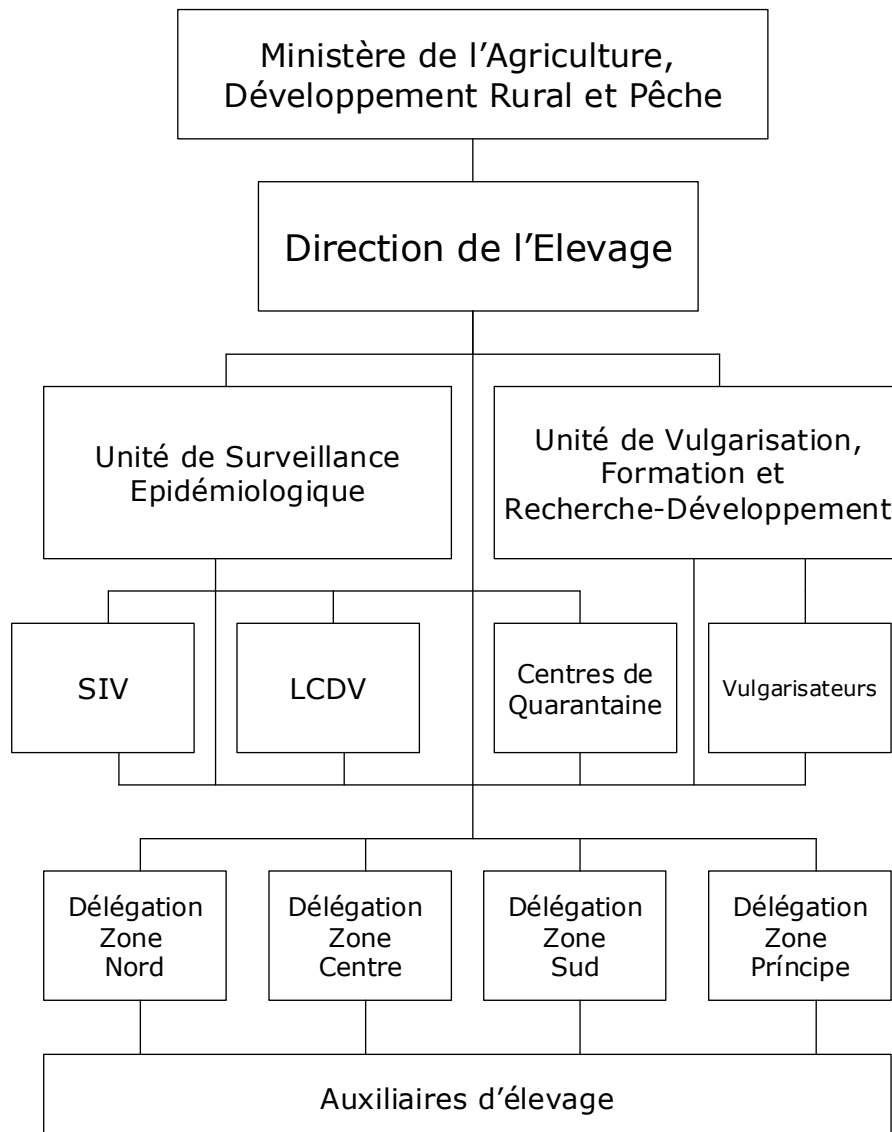 Ministère de l’Agriculture,
Développement Rural et Pêche
Direction de l’Elevage
Unité de Surveillance
Epidémiologique
Unité de Vulgarisation,
Formation et
Recherche-Développement
SIV
LCDV
Centres de
Quarantaine
Vulgarisateurs
Délégation
Zone
Nord
Délégation
Zone
Centre
Délégation
Zone
Sud
Délégation
Zone
Príncipe
Auxiliaires d’élevage